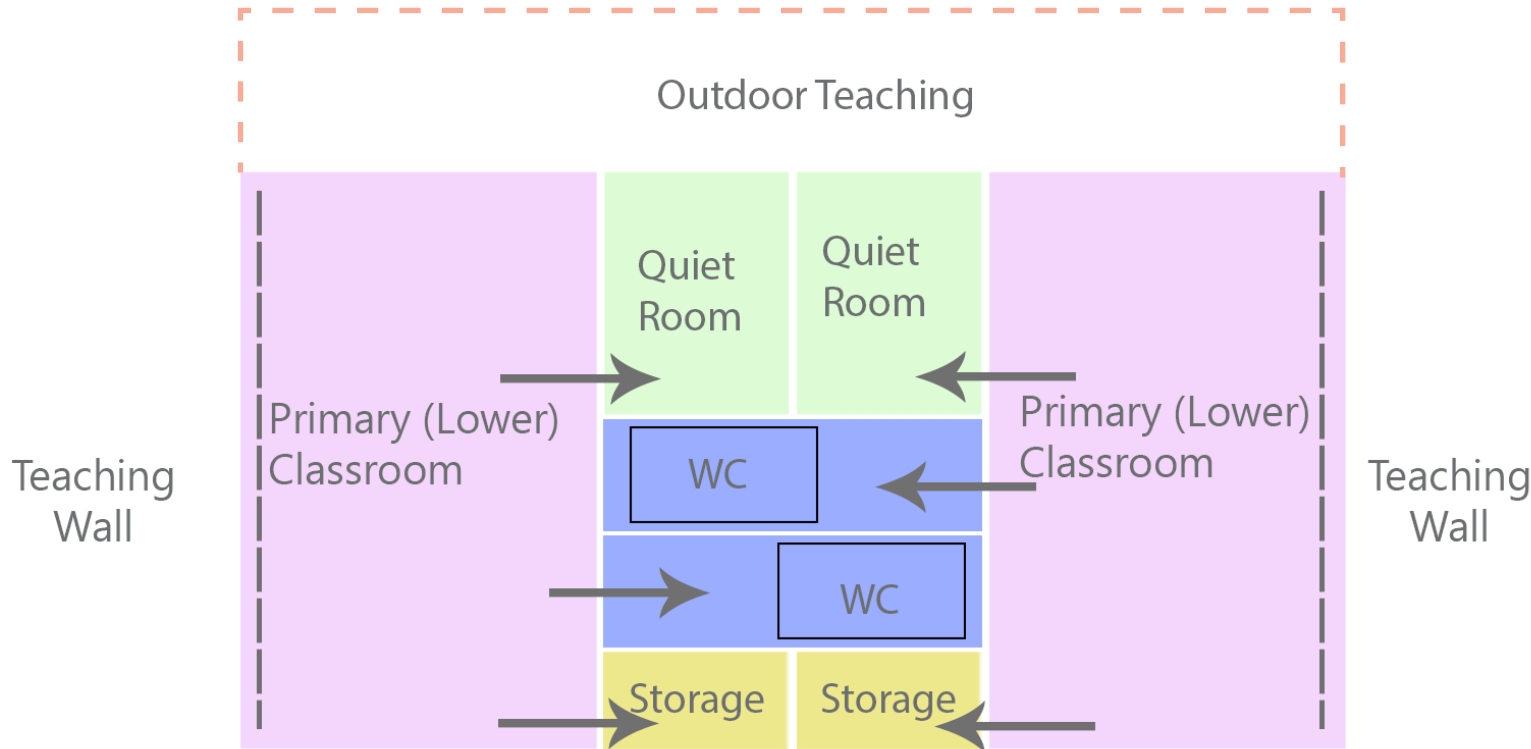 Outdoor Teaching
Quiet
Room
Quiet
Room
Primary (Lower)
Classroom
Primary (Lower)
Classroom
Teaching
Wall
Teaching
Wall
WC
WC
Storage
Storage